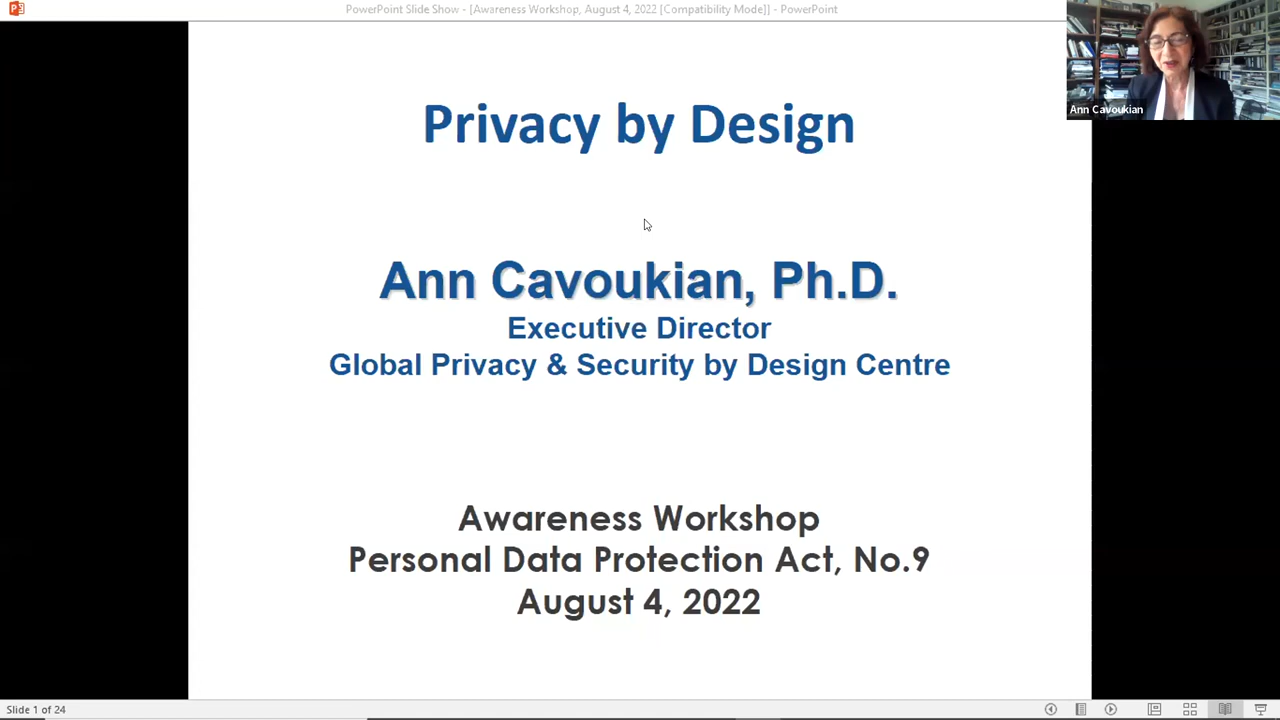 PowerPoint Slide Show - [Awareness Workshop, August 4, 2022 [Compatibility Mode]] - PowerPoint
Ann Cavoukian
Privacy by Design
Ann Cavoukian, Ph.D.
Executive Director
Global Privacy & Security by Design Centre
Awareness Workshop
Personal Data Protection Act, No.9
August 4, 2022
Slide 1 of 24